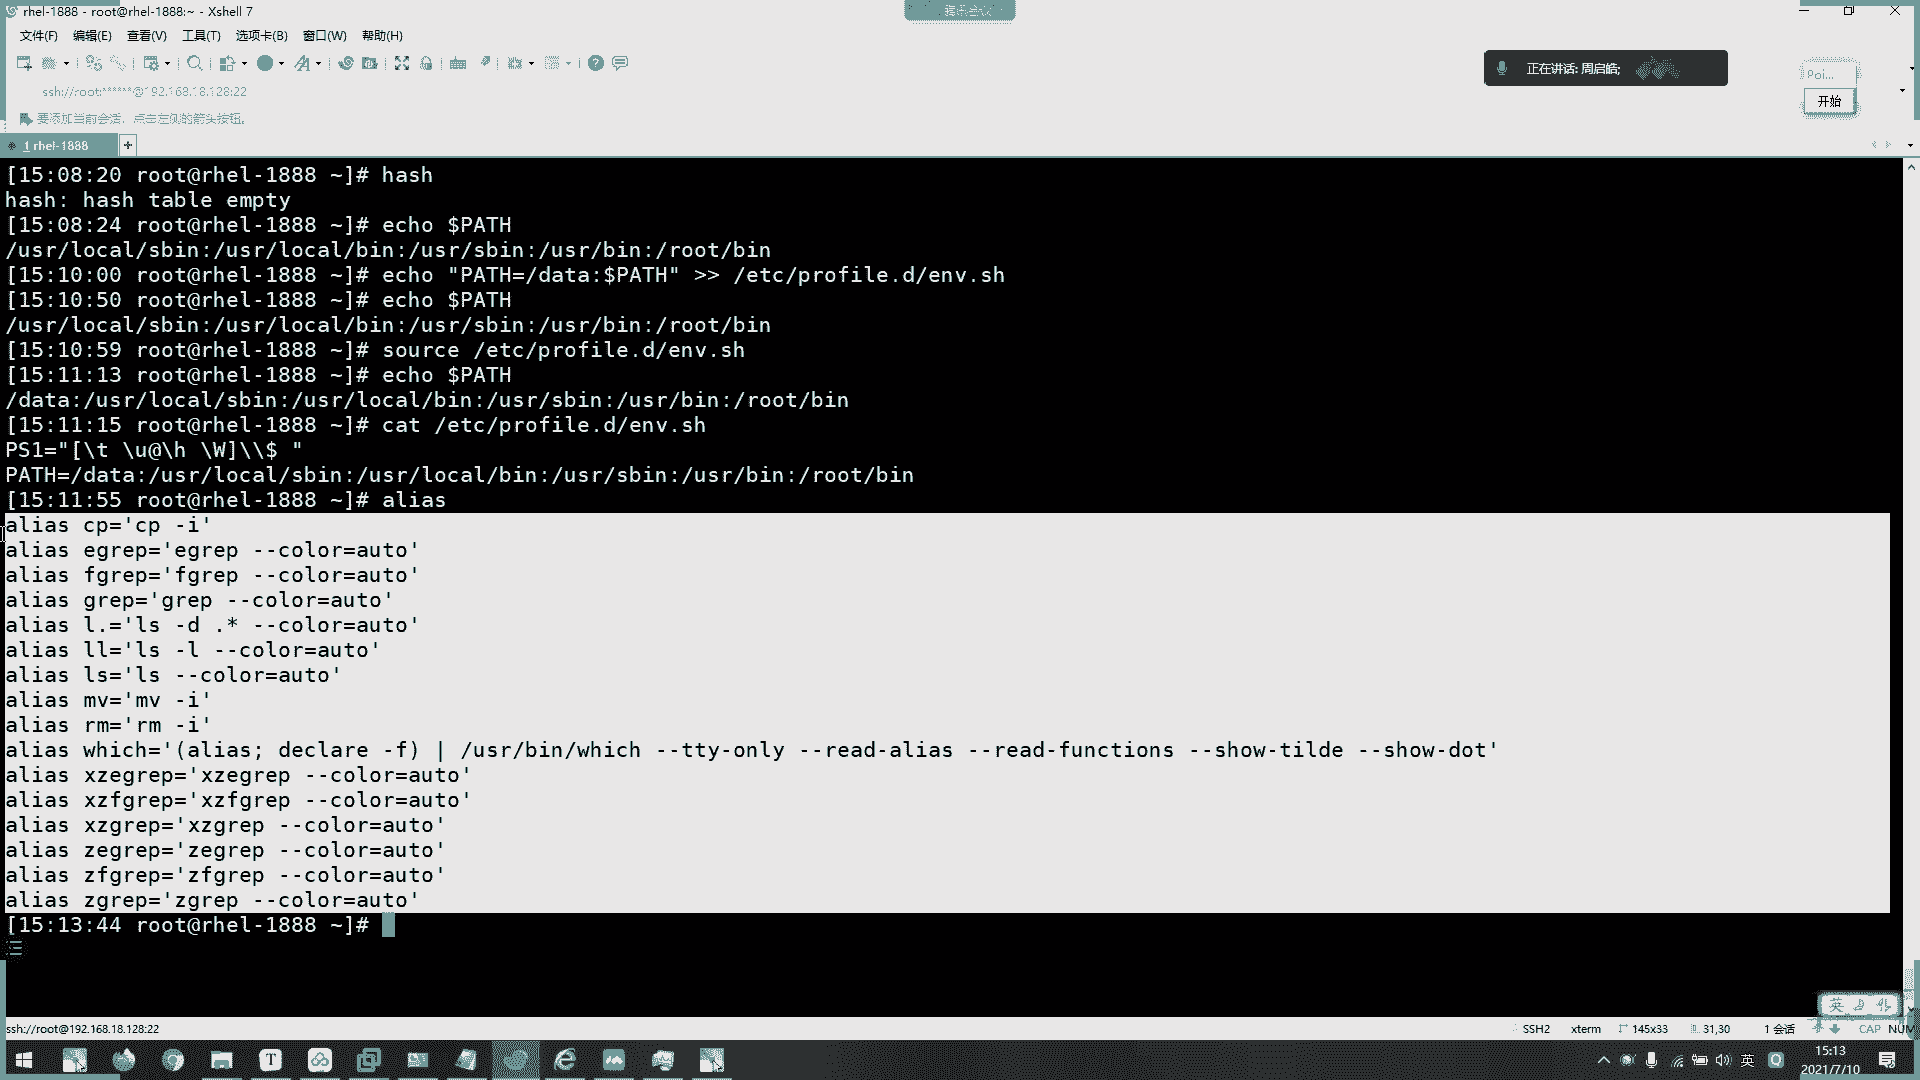 rhel-1888 - root@rhel-1888:~ - Xshell 7
腾讯会议
文件(F) 编辑(E) 查看(V) 工具(T) 选项卡(B) 窗口(W) 帮助(H)
正在讲话: 周启皓;
Poi...
开始
ssh://root:******@192.168.18.128:22
要添加当前会话，点击左侧的箭头按钮。
1 rhel-1888
[15:08:20 root@rhel-1888 ~]# hash
hash: hash table empty
[15:08:24 root@rhel-1888 ~]# echo $PATH
/usr/local/sbin:/usr/local/bin:/usr/sbin:/usr/bin:/root/bin
[15:10:00 root@rhel-1888 ~]# echo "PATH=/data:$PATH" >> /etc/profile.d/env.sh
[15:10:50 root@rhel-1888 ~]# echo $PATH
/usr/local/sbin:/usr/local/bin:/usr/sbin:/usr/bin:/root/bin
[15:10:59 root@rhel-1888 ~]# source /etc/profile.d/env.sh
[15:11:13 root@rhel-1888 ~]# echo $PATH
/data:/usr/local/sbin:/usr/local/bin:/usr/sbin:/usr/bin:/root/bin
[15:11:15 root@rhel-1888 ~]# cat /etc/profile.d/env.sh
PS1="[\t \u@\h \W]\\$ "
PATH=/data:/usr/local/sbin:/usr/local/bin:/usr/sbin:/usr/bin:/root/bin
[15:11:55 root@rhel-1888 ~]# alias
alias cp='cp -i'
alias egrep='egrep --color=auto'
alias fgrep='fgrep --color=auto'
alias grep='grep --color=auto'
alias l.='ls -d .* --color=auto'
alias ll='ls -l --color=auto'
alias ls='ls --color=auto'
alias mv='mv -i'
alias rm='rm -i'
alias which='(alias; declare -f) | /usr/bin/which --tty-only --read-alias --read-functions --show-tilde --show-dot'
alias xzegrep='xzegrep --color=auto'
alias xzfgrep='xzfgrep --color=auto'
alias xzgrep='xzgrep --color=auto'
alias zegrep='zegrep --color=auto'
alias zfgrep='zfgrep --color=auto'
alias zgrep='zgrep --color=auto'
[15:13:44 root@rhel-1888 ~]#
英
ssh://root@192.168.18.128:22 SSH2 xterm 145x33 31,30 1 会话 CAP NUM
英 15:13
2021/7/10